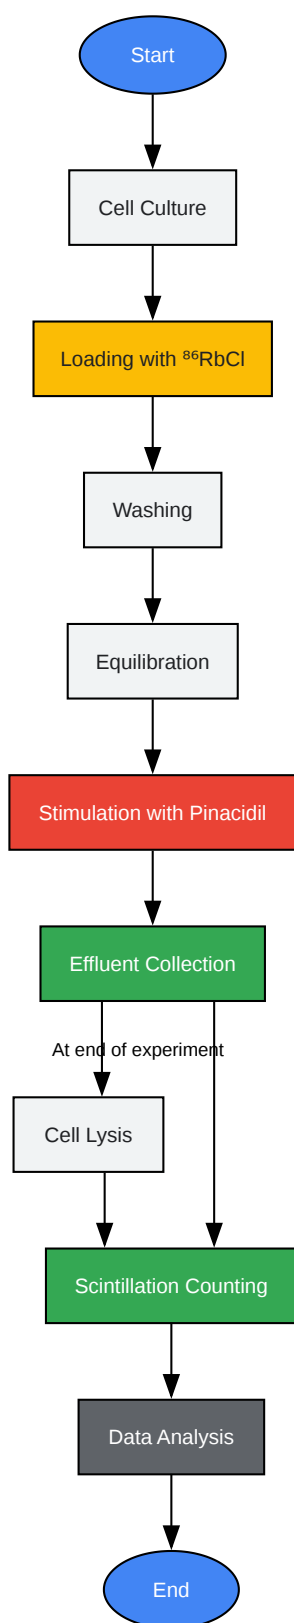 Start
Cell Culture
Loading with ⁸⁶RbCl
Washing
Equilibration
Stimulation with Pinacidil
Effluent Collection
At end of experiment
Cell Lysis
Scintillation Counting
Data Analysis
End